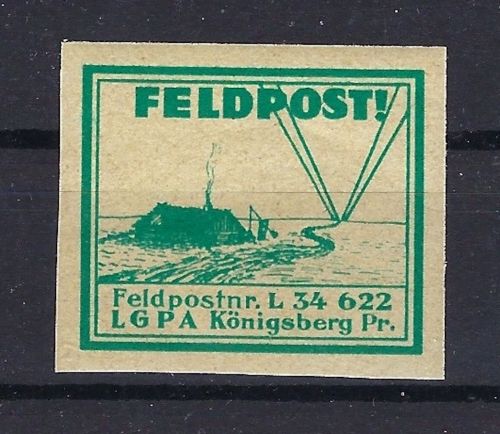 FELDPOST!
Feldpostnr. L 34 622
LGPA Königsberg Pr.